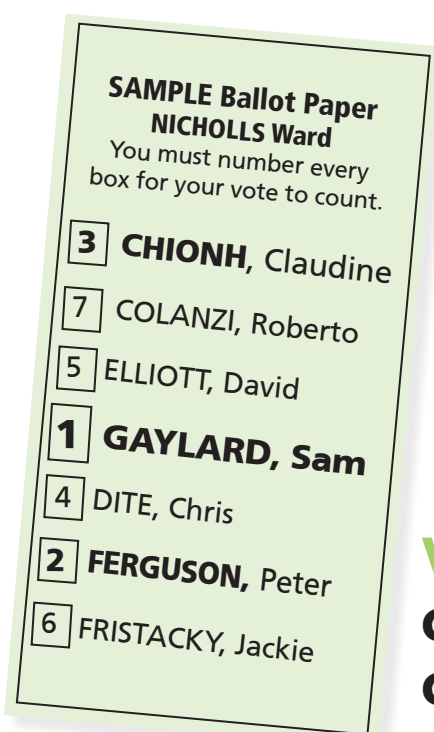 SAMPLE Ballot Paper
NICHOLLS Ward
You must number every
box for your vote to count.
3 CHIONH, Claudine
7 COLANZI, Roberto
5 ELLIOTT, David
1 GAYLARD, Sam
4 DITE, Chris
2 FERGUSON, Peter
6 FRISTACKY, Jackie